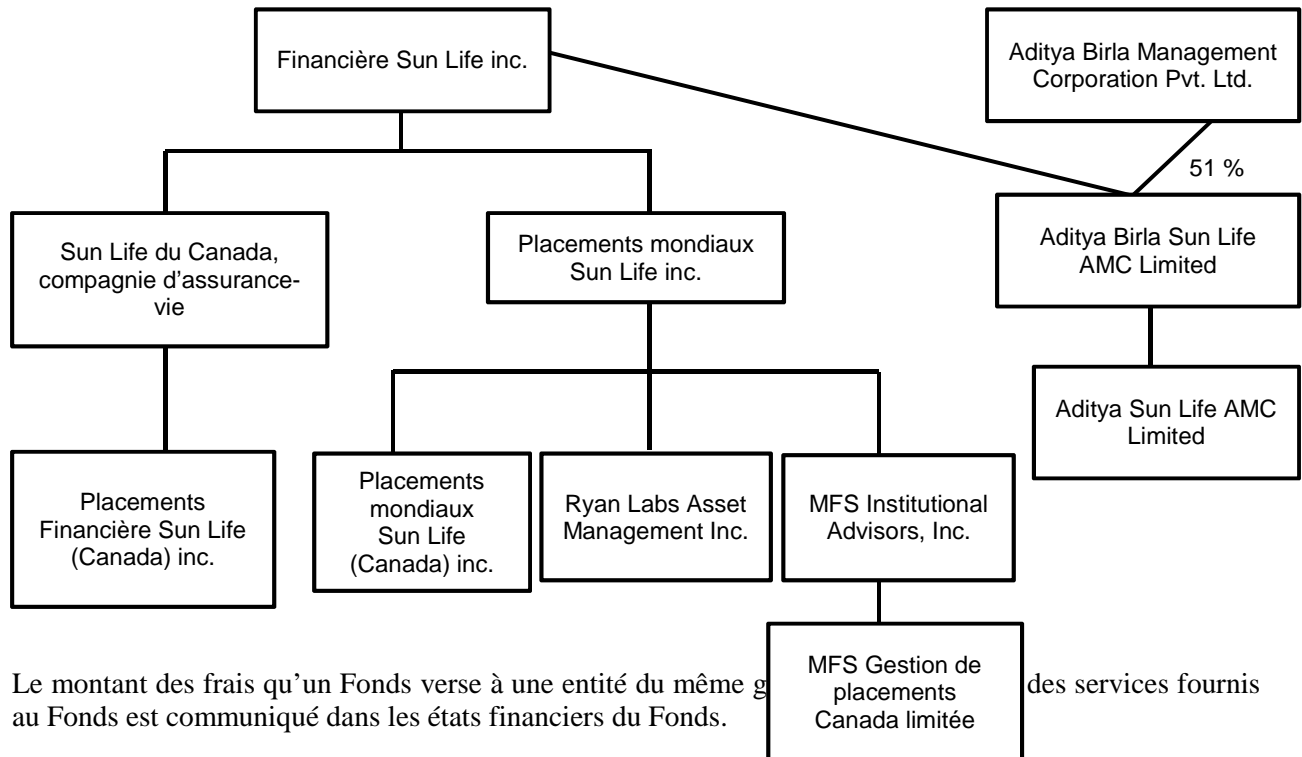 Financière Sun Life inc.
Aditya Birla Management
Corporation Pvt. Ltd.
51 %
Sun Life du Canada,
compagnie d'assurance-
vie
Placements mondiaux
Sun Life inc.
Aditya Birla Sun Life
AMC Limited
Aditya Sun Life AMC
Limited
Placements
Financière Sun Life
(Canada) inc.
Placements
mondiaux
Sun Life
(Canada) inc.
Ryan Labs Asset
Management Inc.
MFS Institutional
Advisors, Inc.
MFS Gestion de
placements
Canada limitée
Le montant des frais qu'un Fonds verse à une entité du même des services fournis
au Fonds est communiqué dans les états financiers du Fonds.